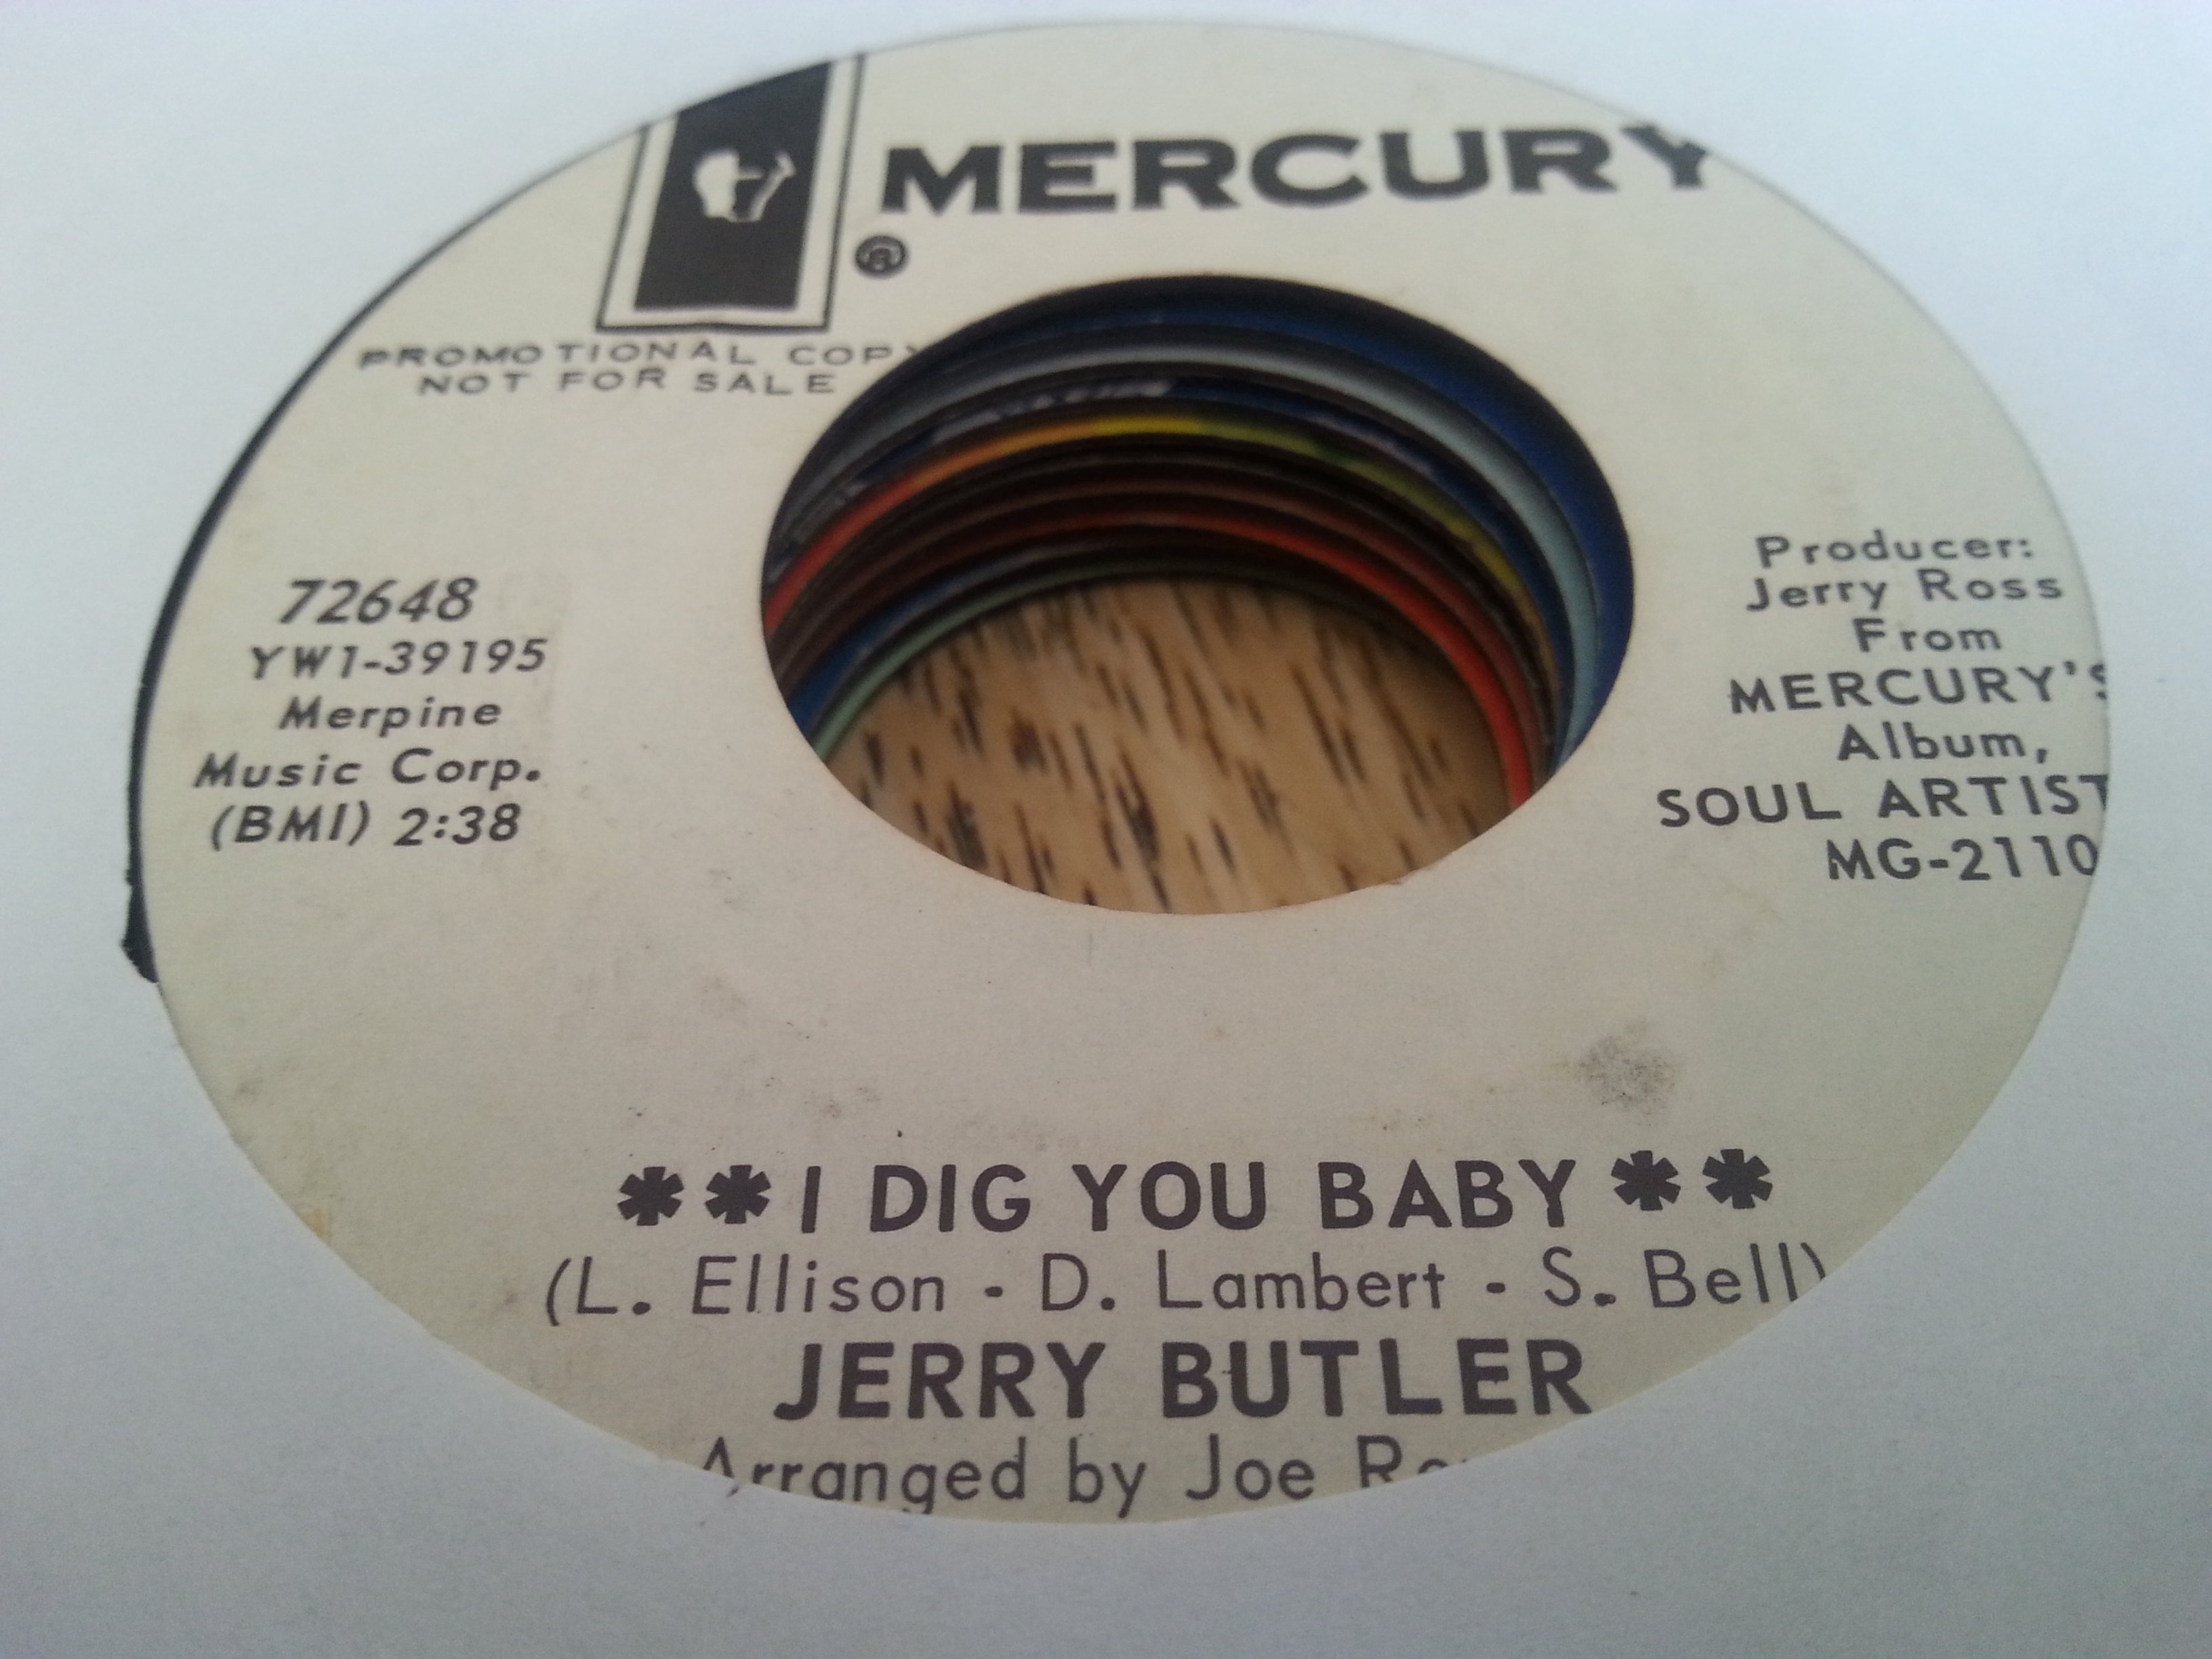 MERCURY
®
PROMOTIONAL COPY
NOT FOR SALE
72648
YW1-39195
Merpine
Music Corp.
(BMI) 2:38
Producer:
Jerry Ross
From
MERCURY'S
Album,
SOUL ARTIST
MG-2110
**I DIG YOU BABY**
(L. Ellison - D. Lambert - S. Bell)
JERRY BUTLER
Arranged by Joe